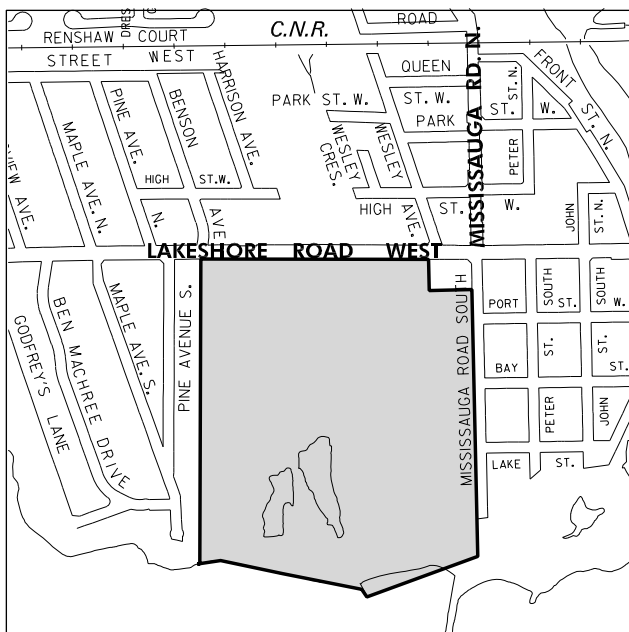 DRES
C.N.R.
ROAD
RENSHAW COURT
STREET WEST
MISSISSAUGA RD. N.
QUEEN
FRONT ST. N.
HARRISON AVE.
PINE AVE.
BENSON
MAPLE AVE. N.
PARK ST. W.
ST. W.
PARK ST. W.
ST. N.
PETER
WESLEY CRES.
WESLEY
AVE.
HIGH ST. W.
HIGH ST. W.
VIEW AVE.
N.
AVE
JOHN
ST. N.
LAKESHORE ROAD WEST
PINE AVENUE S.
MAPLE AVE. S.
BEN MACHREE DRIVE
GODFREY'S LANE
MISSISSAUGA ROAD SOUTH
PORT ST. W.
SOUTH
SOUTH
BAY ST.
ST.
ST.
PETER
JOHN
LAKE ST.